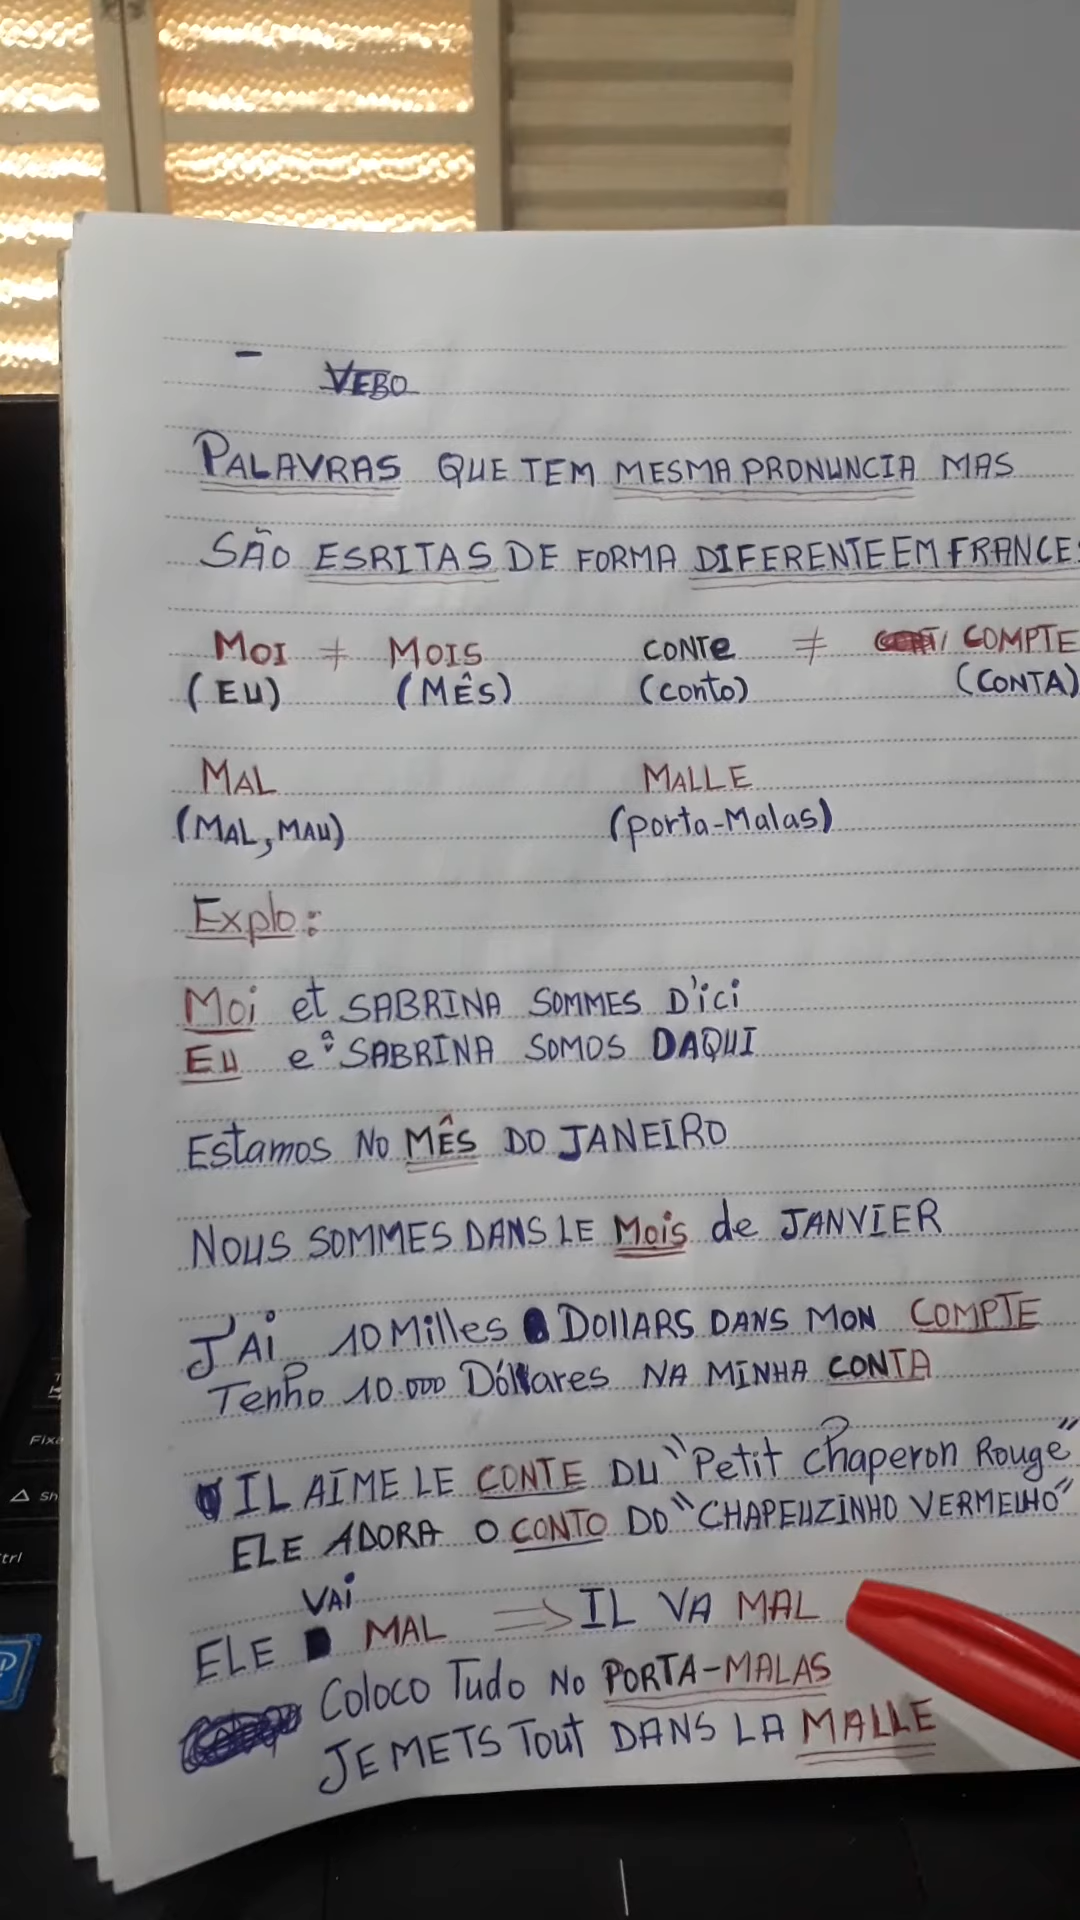 VEBO
PALAVRAS QUE TEM MESMA PRONUNCIA MAS
SÃO ESRITAS DE FORMA DIFERENTE EM FRANCE
MOI ≠ MOIS CONTE ≠ COMPTE
(EU) (MÊS) (conto) (CONTA)
MAL MALLE
(MAL, MAU) (porta-Malas)
Explo:
Moi et SABRINA SOMMES D'ici
EU e a SABRINA SOMOS DAQUI
Estamos NO MÊS DO JANEIRO
NOUS SOMMES DANS LE Mois de JANVIER
J'Ai 10 Milles DOllARS DANS MON COMPTE
Tenho 10.000 Dóllares NA MINHA CONTA
IL AIME LE CONTE DU "Petit Chaperon Rouge"
ELE ADORA O CONTO DO "CHAPEUZINHO VERMELHO"
ELE VAi MAL ⇒ IL VA MAL
Coloco Tudo No PORTA-MALAS
JE METS Tout DANS LA MALLE